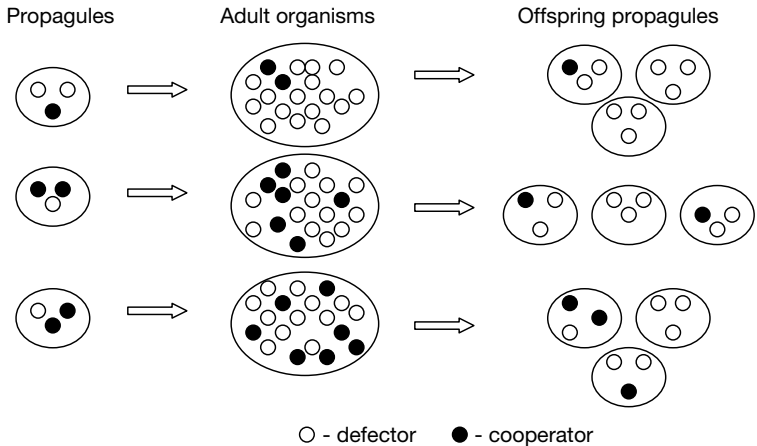 Propagules Adult organisms Offspring propagules
- defector - cooperator